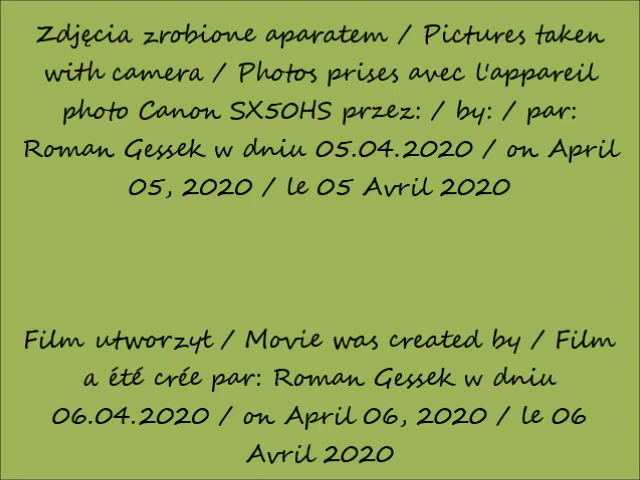 Zdjęcia zrobione aparatem / Pictures taken
with camera / Photos prises avec l'appareil
photo Canon SX50HS przez: / by: / par:
Roman Gessek w dniu 05.04.2020 / on April
05, 2020 / le 05 Avril 2020
Film utworzył / Movie was created by / Film
a été crée par: Roman Gessek w dniu
06.04.2020 / on April 06, 2020 / le 06
Avril 2020